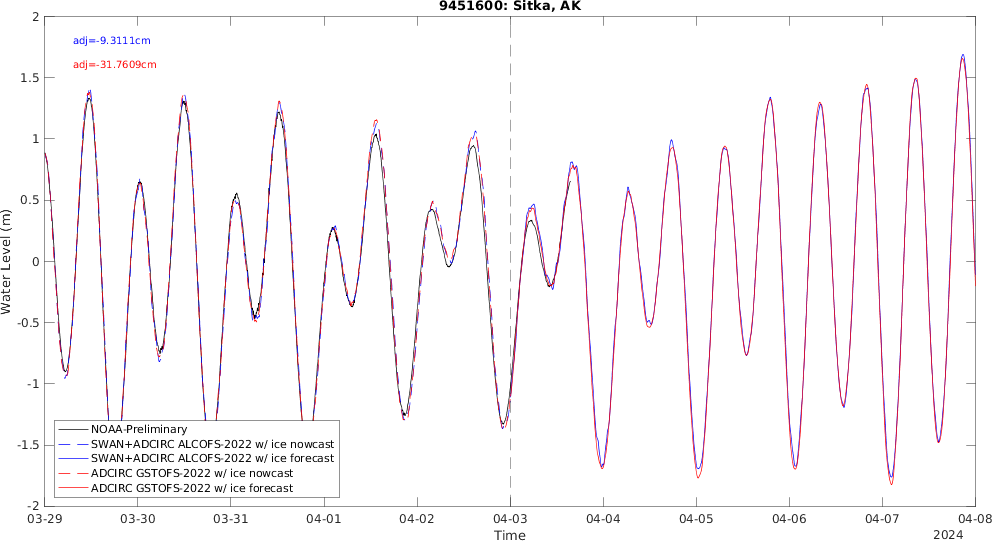 9451600: Sitka, AK
adj=-9.3111cm
adj=-31.7609cm
Water Level (m)
2
1.5
1
0.5
0
-0.5
-1
-1.5
-2
NOAA-Preliminary
SWAN+ADCIRC ALCOFS-2022 w/ ice nowcast
SWAN+ADCIRC ALCOFS-2022 w/ ice forecast
ADCIRC GSTOFS-2022 w/ ice nowcast
ADCIRC GSTOFS-2022 w/ ice forecast
03-29 03-30 03-31 04-01 04-02 04-03 04-04 04-05 04-06 04-07 04-08
Time
2024